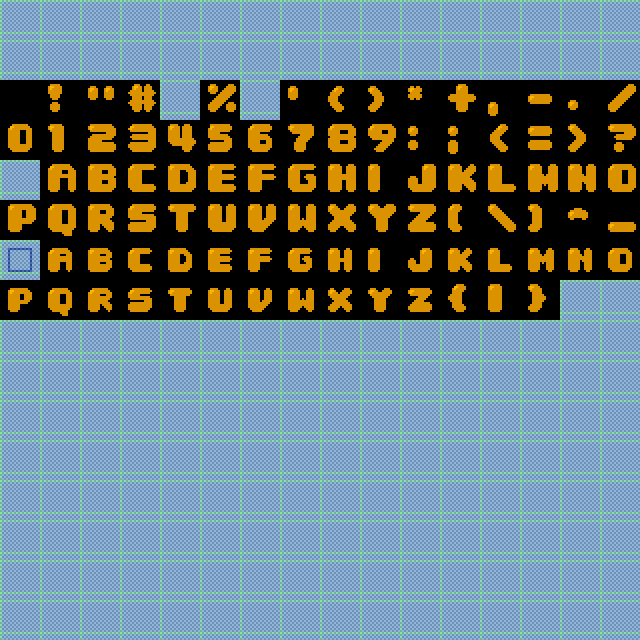 ! " # % ' ( ) * + , - . /
0 1 2 3 4 5 6 7 8 9 : ; < = > ?
A B C D E F G H I J K L M N O
P Q R S T U V W X Y Z [ \ ] ^ _
A B C D E F G H I J K L M N O
P Q R S T U V W X Y Z { | }